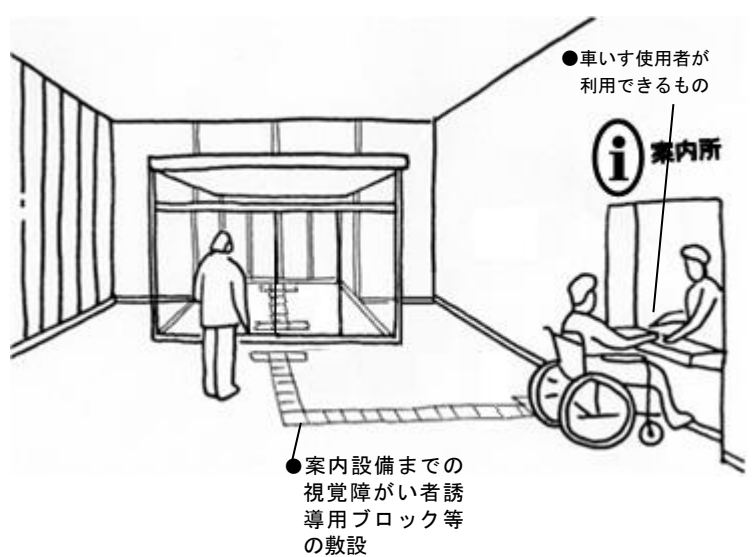 ●車いす使用者が
利用できるもの
i 案内所
●案内設備までの
視覚障がい者誘
導用ブロック等
の敷設